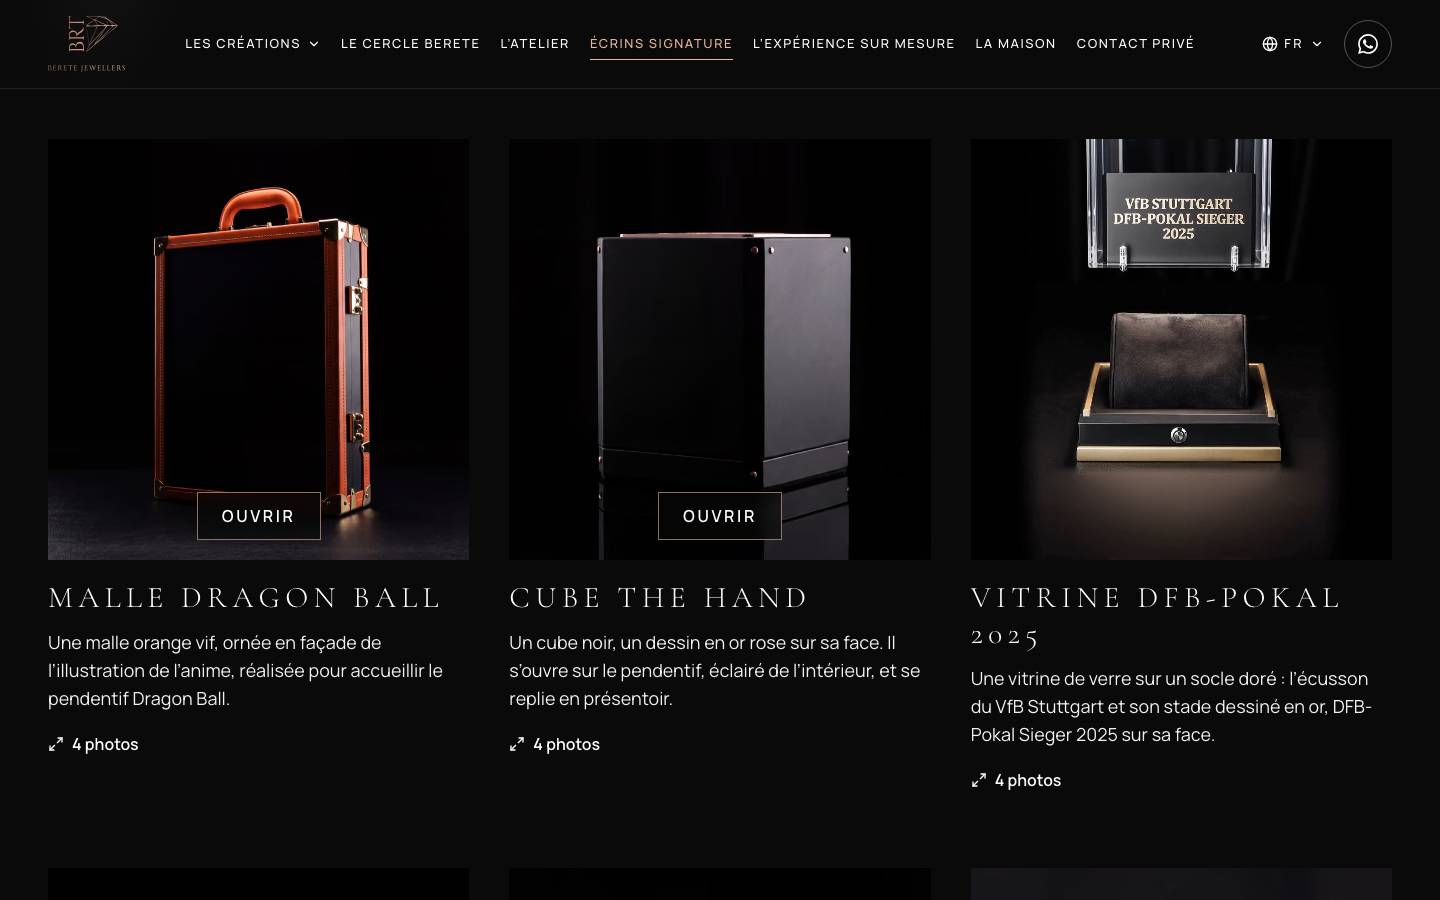 BRT
BERETE JEWELLERS
LES CRÉATIONS
LE CERCLE BERETE
L'ATELIER
ÉCRINS SIGNATURE
L'EXPÉRIENCE SUR MESURE
LA MAISON
CONTACT PRIVÉ
FR
VfB STUTTGART
DFB-POKAL SIEGER
2025
OUVRIR
OUVRIR
MALLE DRAGON BALL
Une malle orange vif, ornée en façade de
l'illustration de l'anime, réalisée pour accueillir le
pendentif Dragon Ball.
4 photos
CUBE THE HAND
Un cube noir, un dessin en or rose sur sa face. Il
s'ouvre sur le pendentif, éclairé de l'intérieur, et se
replie en présentoir.
4 photos
VITRINE DFB-POKAL
2025
Une vitrine de verre sur un socle doré : l'écusson
du VfB Stuttgart et son stade dessiné en or, DFB-
Pokal Sieger 2025 sur sa face.
4 photos